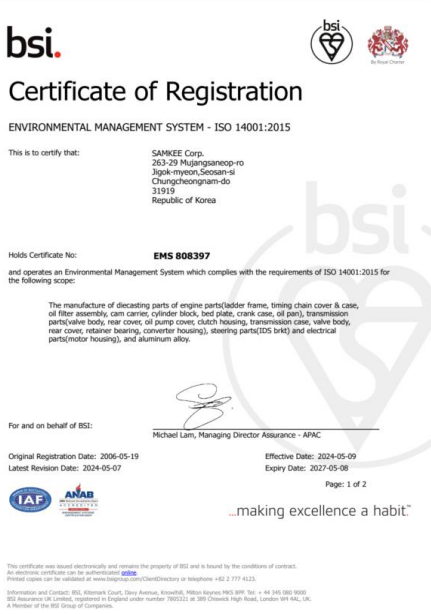 bsi.
bsi
By Royal Charter
Certificate of Registration
ENVIRONMENTAL MANAGEMENT SYSTEM - ISO 14001:2015
This is to certify that:
SAMKEE Corp.
263-29 Mujangsaneop-ro
Jigok-myeon,Seosan-si
Chungcheongnam-do
31919
Republic of Korea
bsi
Holds Certificate No:
EMS 808397
and operates an Environmental Management System which complies with the requirements of ISO 14001:2015 for
the following scope:
The manufacture of diecasting parts of engine parts(ladder frame, timing chain cover & case,
oil filter assembly, cam carrier, cylinder block, bed plate, crank case, oil pan), transmission
parts(valve body, rear cover, oil pump cover, clutch housing, transmission case, valve body,
rear cover, retainer bearing, converter housing), steering parts(IDS brkt) and electrical
parts(motor housing), and aluminum alloy.
For and on behalf of BSI:
Michael Lam, Managing Director Assurance - APAC
Original Registration Date: 2006-05-19
Effective Date: 2024-05-09
Latest Revision Date: 2024-05-07
Expiry Date: 2027-05-08
Page: 1 of 2
IAF
ANAB
ACCREDITED
...making excellence a habit.™
This certificate was issued electronically and remains the property of BSI and is bound by the conditions of contract.
An electronic certificate can be authenticated online.
Printed copies can be validated at www.bsigroup.com/ClientDirectory or telephone +82 2 777 4123.
Information and Contact: BSI, Kitemark Court, Davy Avenue, Knowlhill, Milton Keynes MK5 8PP. Tel: + 44 345 080 9000
BSI Assurance UK Limited, registered in England under number 7805321 at 389 Chiswick High Road, London W4 4AL, UK.
A Member of the BSI Group of Companies.